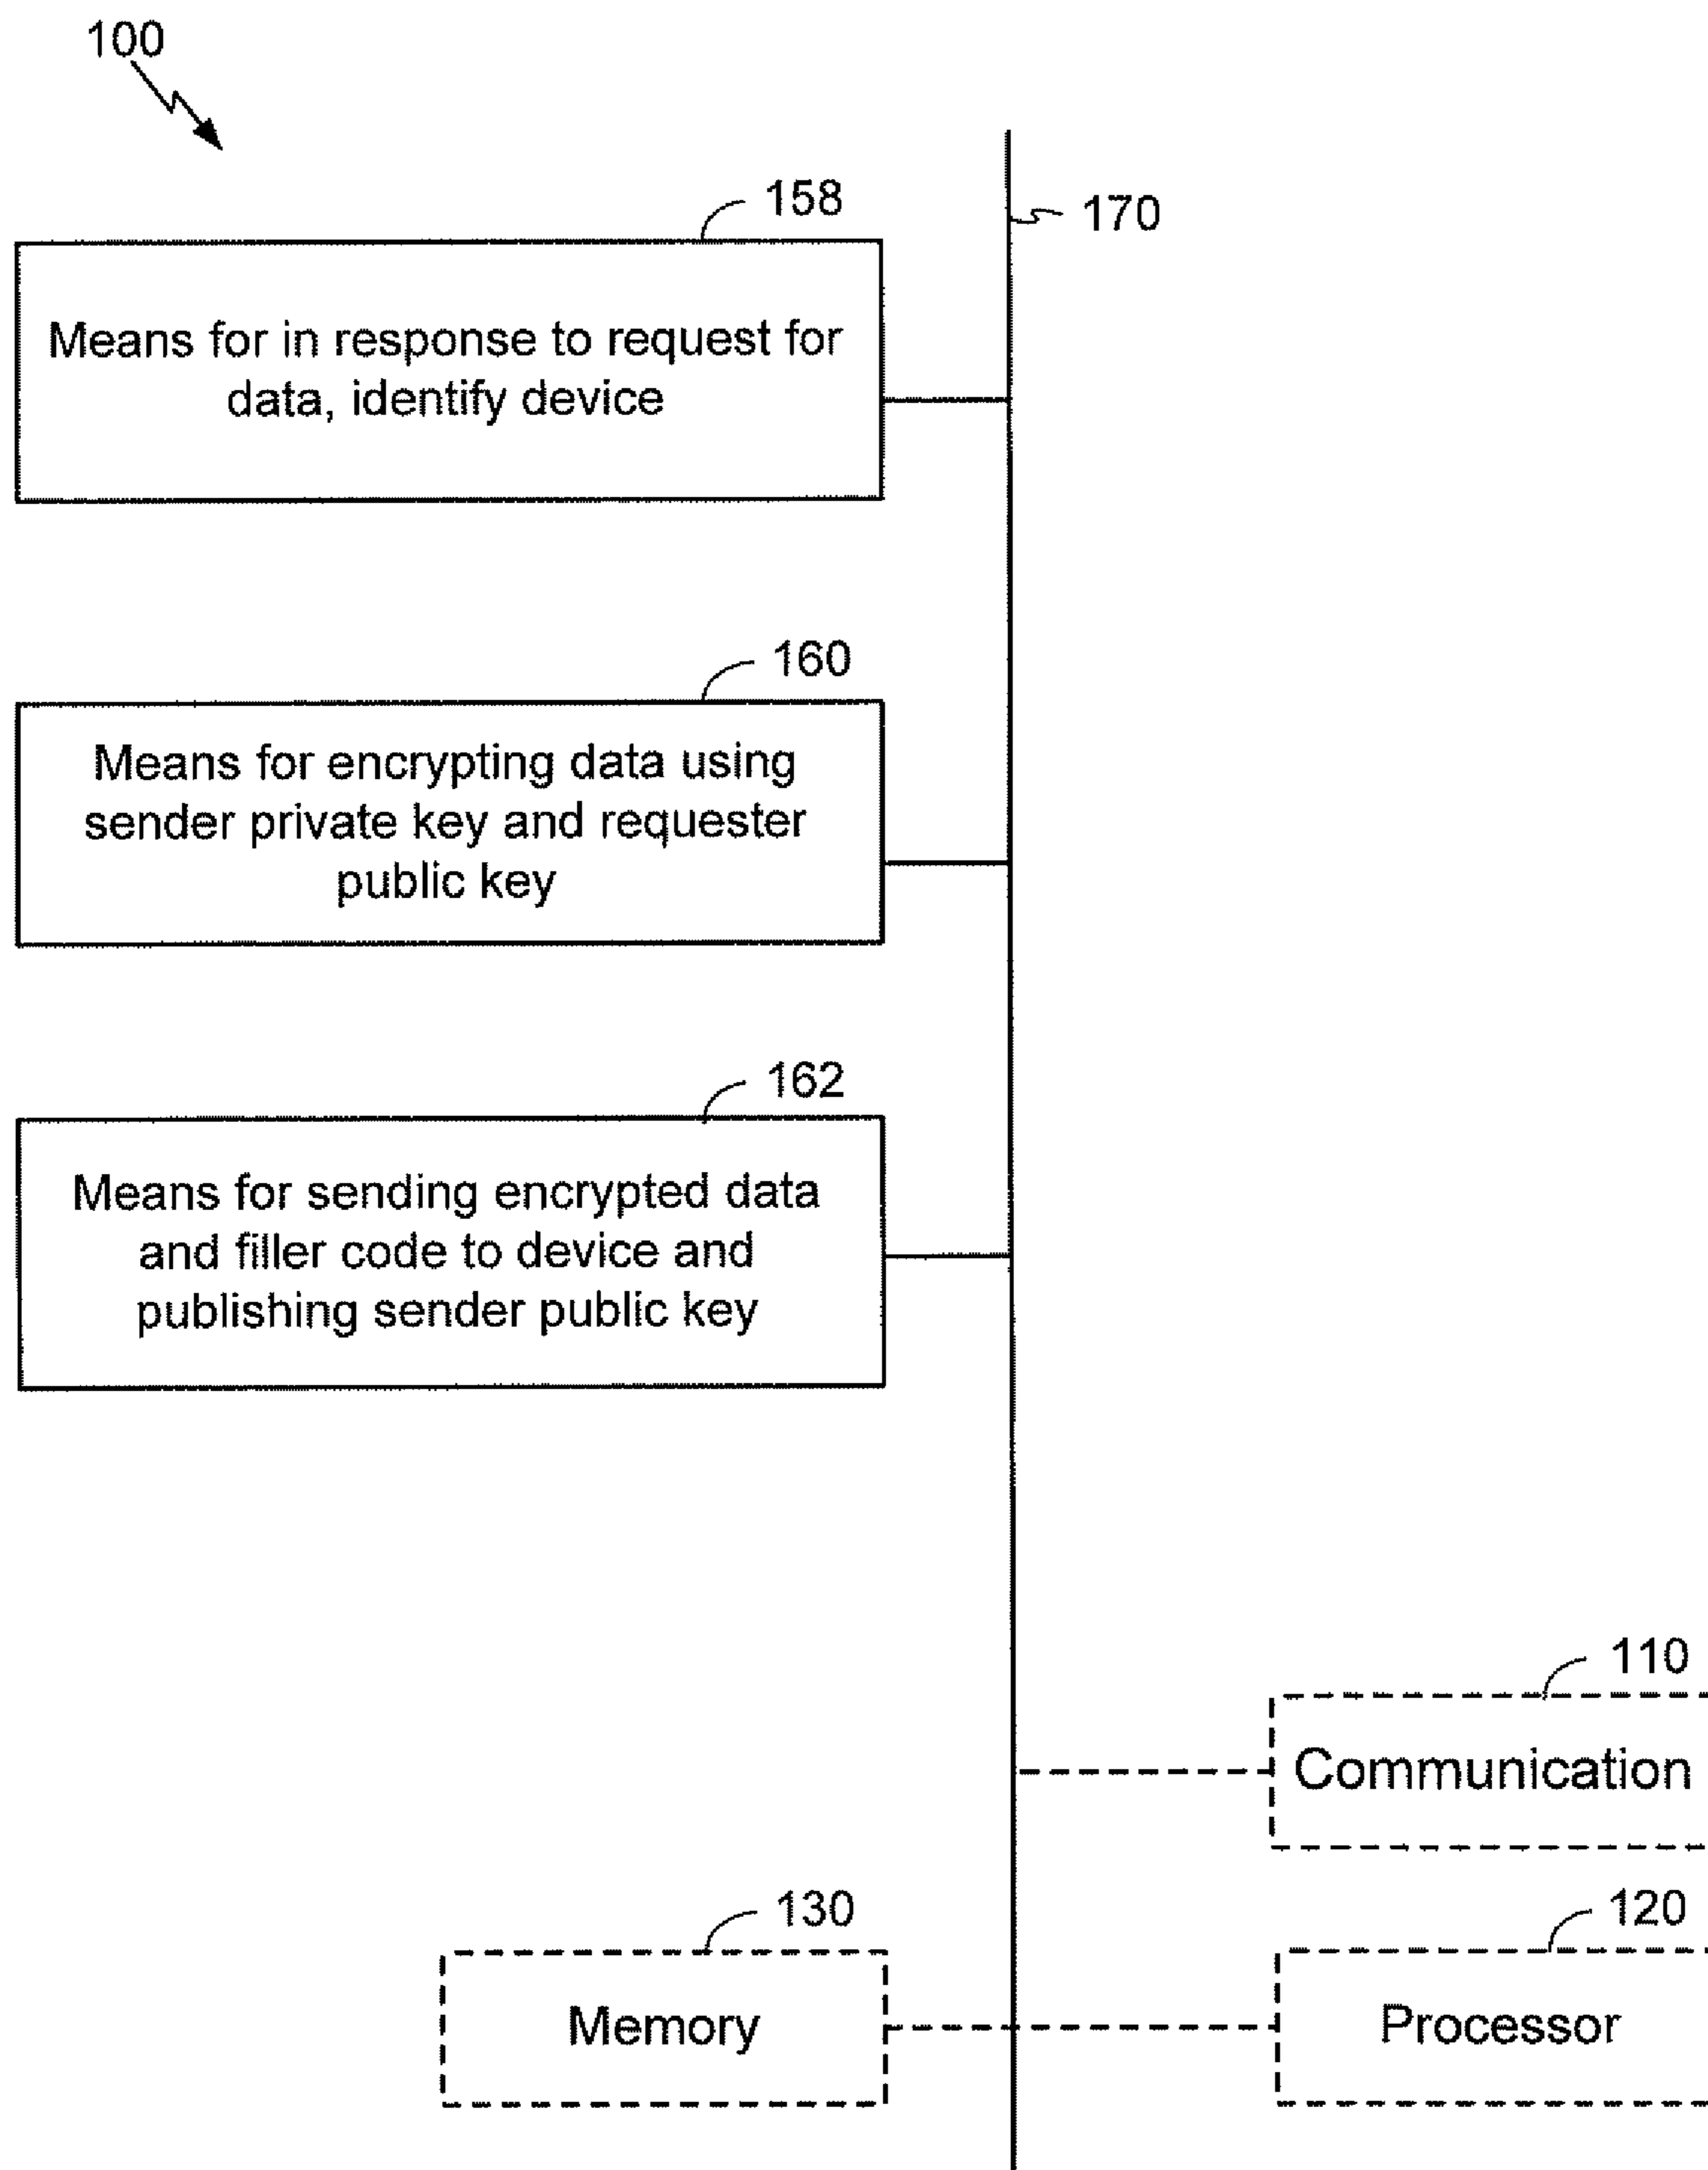 100
158
170
Means for in response to request for
data, identify device
160
Means for encrypting data using
sender private key and requester
public key
162
Means for sending encrypted data
and filler code to device and
publishing sender public key
110
Communication
130
120
Memory
Processor